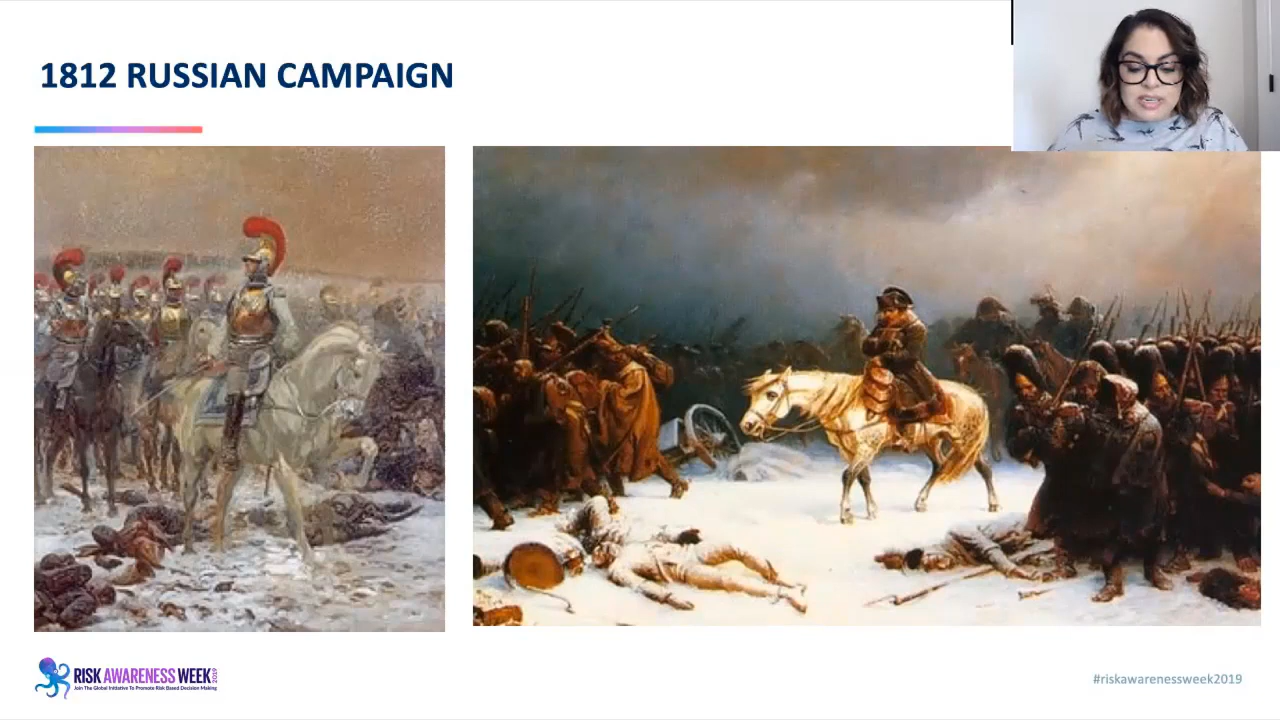 1812 RUSSIAN CAMPAIGN
RISK AWARENESS WEEK 2019
Join The Global Initiative To Promote Risk Based Decision Making
#riskawarenessweek2019